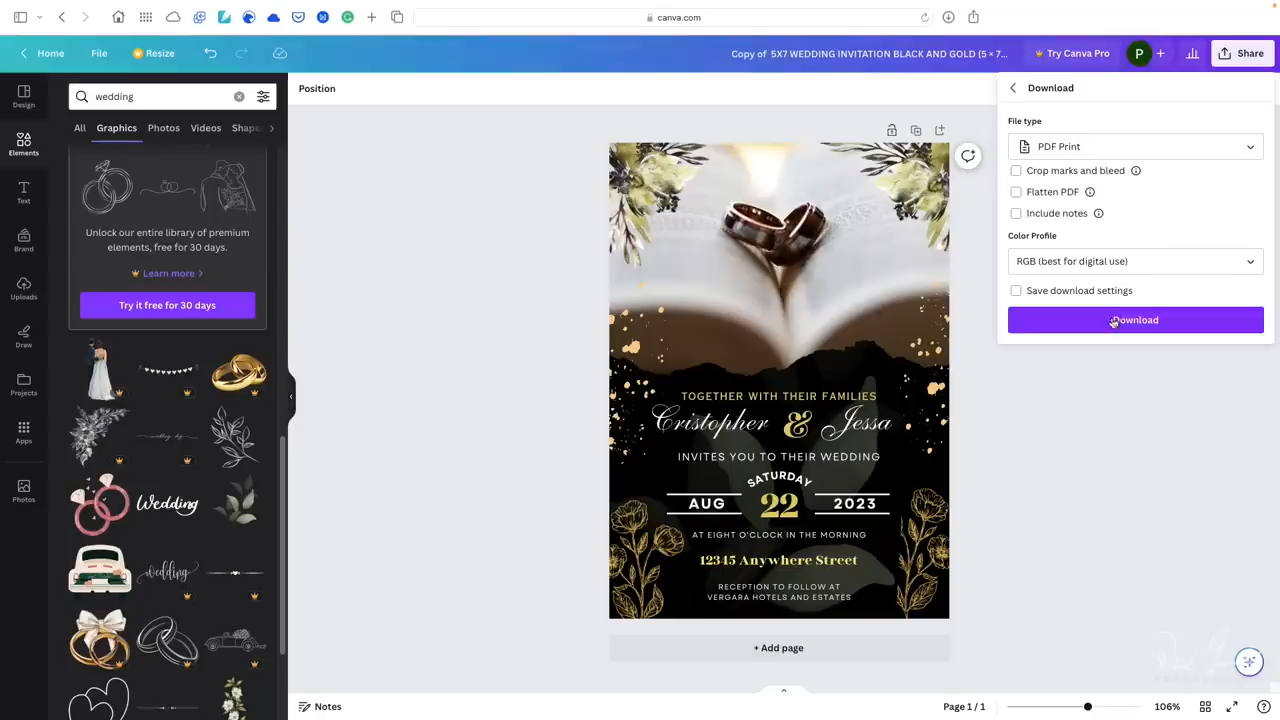 canva.com
Home
File
Resize
Copy of 5X7 WEDDING INVITATION BLACK AND GOLD (5 × 7...
Try Canva Pro
P
Share
Design
Elements
Text
Brand
Uploads
Draw
Projects
Apps
Photos
wedding
All
Graphics
Photos
Videos
Shape
Unlock our entire library of premium
elements, free for 30 days.
Learn more
Try it free for 30 days
Wedding
wedding
Position
TOGETHER WITH THEIR FAMILIES
Cristopher & Jessa
INVITES YOU TO THEIR WEDDING
SATURDAY
AUG 22 2023
AT EIGHT O'CLOCK IN THE MORNING
12345 Anywhere Street
RECEPTION TO FOLLOW AT
VERGARA HOTELS AND ESTATES
+ Add page
Download
File type
PDF Print
Crop marks and bleed
Flatten PDF
Include notes
Color Profile
RGB (best for digital use)
Save download settings
Download
Notes
Page 1 / 1
106%